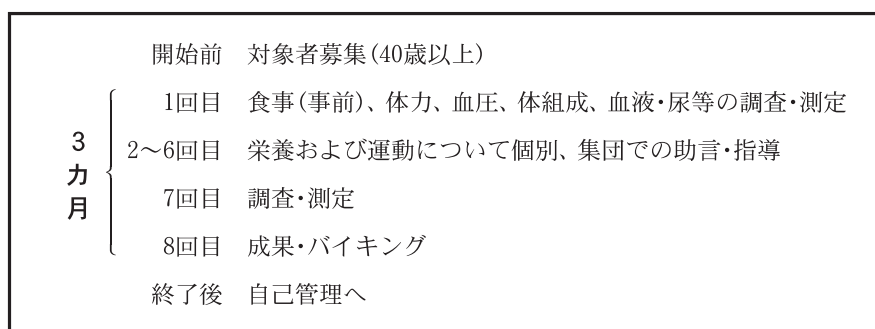 開始前 対象者募集(40歳以上)
1回目 食事(事前)、体力、血圧、体組成、血液・尿等の調査・測定
2〜6回目 栄養および運動について個別、集団での助言・指導
7回目 調査・測定
8回目 成果・バイキング
終了後 自己管理へ
3カ月